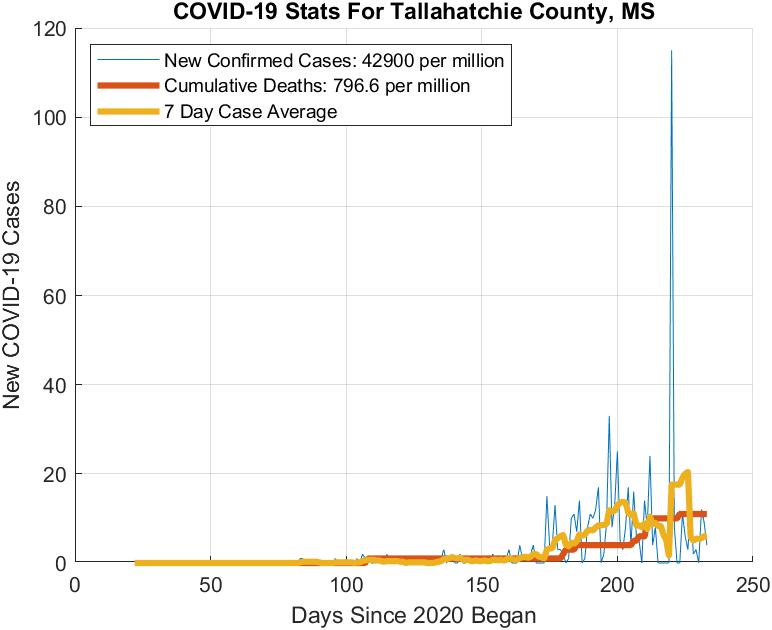 COVID-19 Stats For Tallahatchie County, MS
New Confirmed Cases: 42900 per million
Cumulative Deaths: 796.6 per million
7 Day Case Average
New COVID-19 Cases
120
100
80
60
40
20
0
0 50 100 150 200 250
Days Since 2020 Began